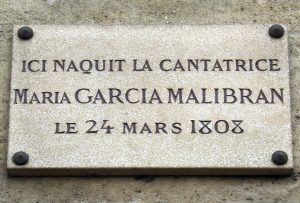 ICI NAQUIT LA CANTATRICE
MARIA GARCIA MALIBRAN
LE 24 MARS 1808